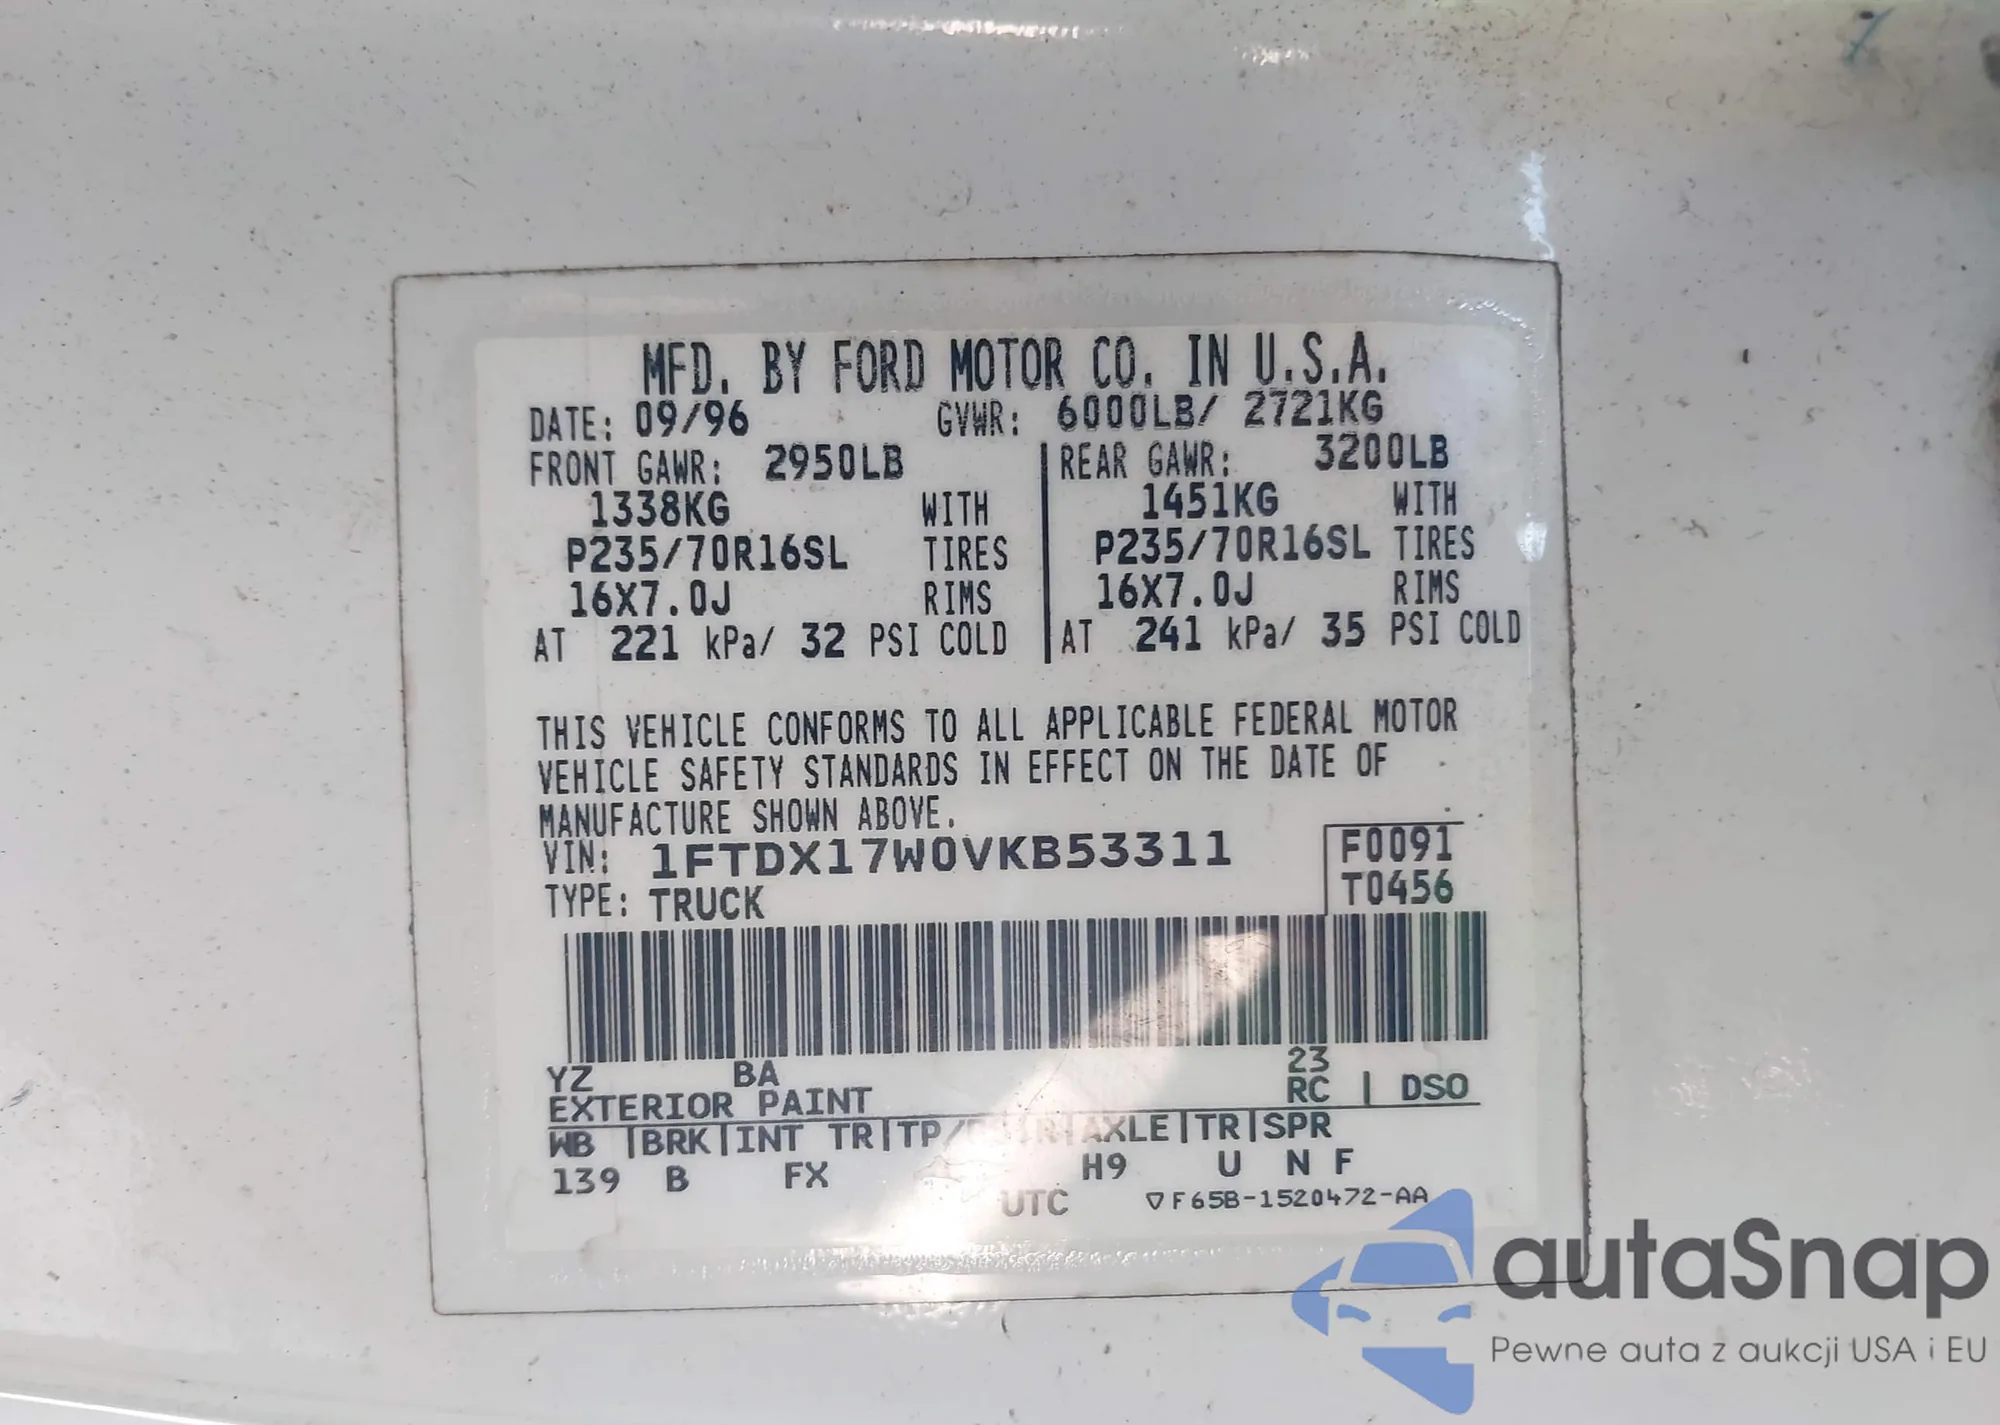 MFD. BY FORD MOTOR CO. IN U.S.A.
DATE: 09/96 GVWR: 6000LB/ 2721KG
FRONT GAWR: 2950LB REAR GAWR: 3200LB
1338KG WITH 1451KG WITH
P235/70R16SL TIRES P235/70R16SL TIRES
16X7.0J RIMS 16X7.0J RIMS
AT 221 kPa/ 32 PSI COLD AT 241 kPa/ 35 PSI COLD
THIS VEHICLE CONFORMS TO ALL APPLICABLE FEDERAL MOTOR
VEHICLE SAFETY STANDARDS IN EFFECT ON THE DATE OF
MANUFACTURE SHOWN ABOVE.
VIN: 1FTDX17W0VKB53311 F0091
TYPE: TRUCK T0456
YZ BA 23
EXTERIOR PAINT RC | DSO
WB |BRK|INT TR|TP/ |AXLE|TR|SPR
139 B FX H9 U N F
UTC ▽F65B-1520472-AA
autaSnap
Pewne auta z aukcji USA i EU